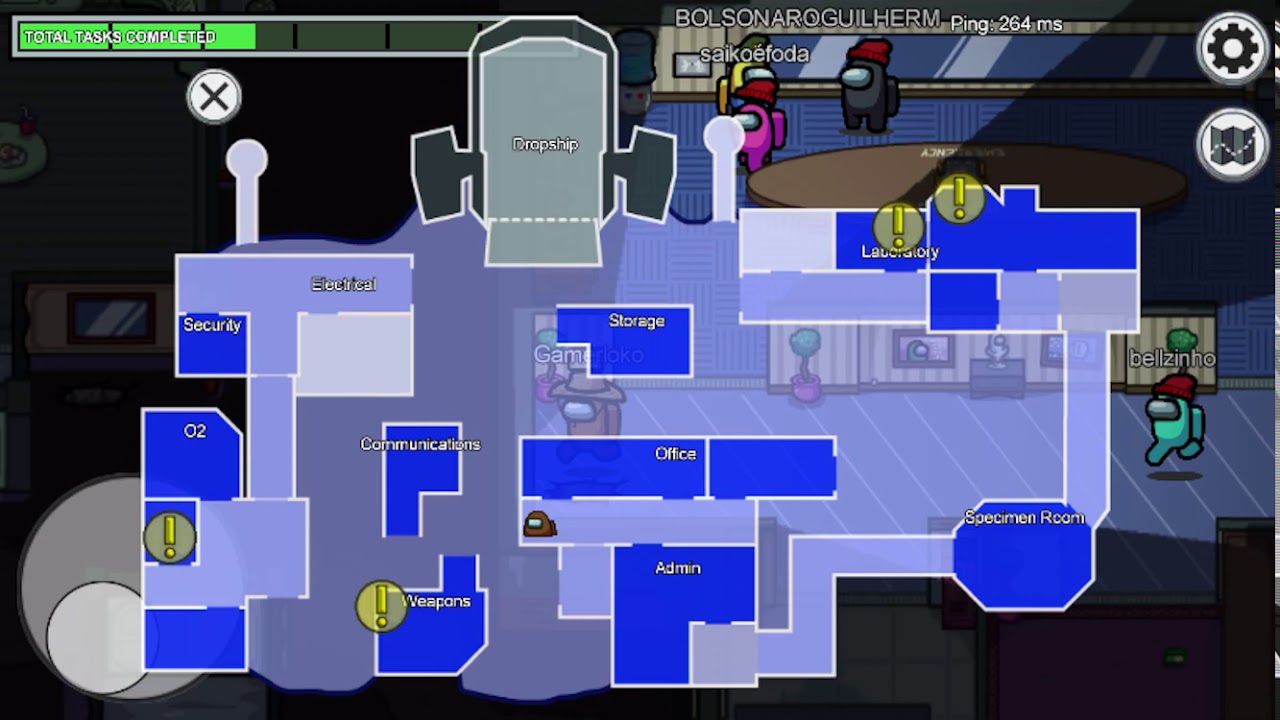 TOTAL TASKS COMPLETED
BOLSONAROGUILHERM
Ping: 264 ms
saikoéfoda
Dropship
EMERGENCY
Laboratory
Electrical
Security
Storage
Gamerloko
bellzinho
O2
Communications
Office
Specimen Room
Admin
Weapons